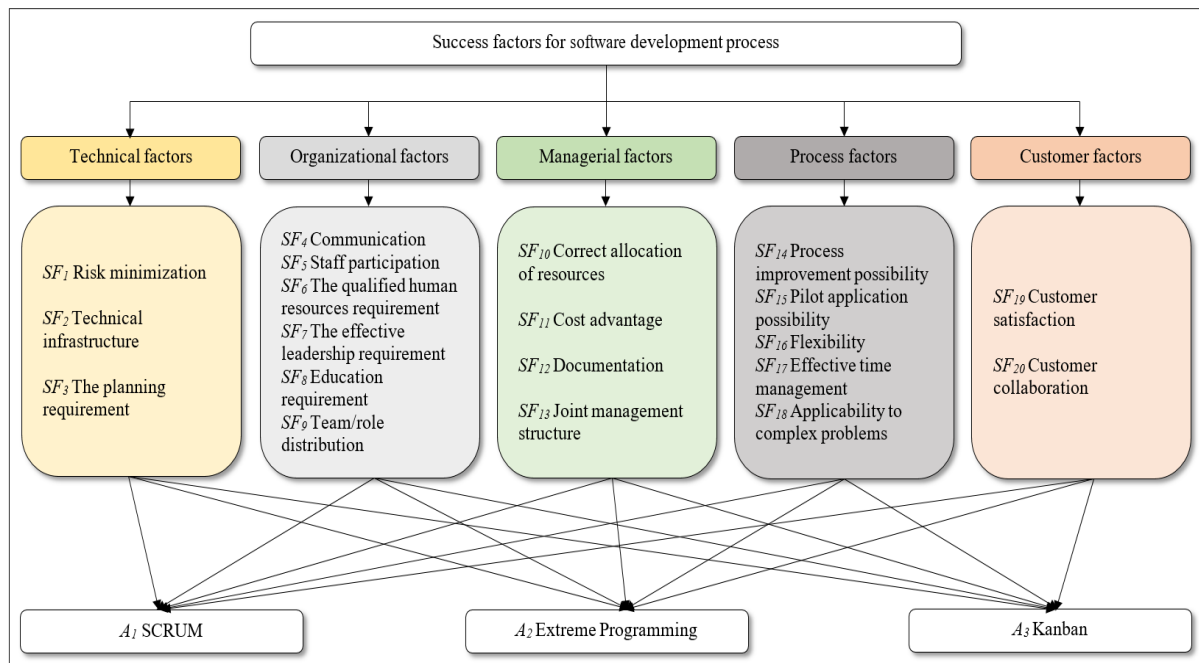 Success factors for software development process
Technical factors
Organizational factors
Managerial factors
Process factors
Customer factors
SF1 Risk minimization
SF2 Technical
infrastructure
SF3 The planning
requirement
SF4 Communication
SF5 Staff participation
SF6 The qualified human
resources requirement
SF7 The effective
leadership requirement
SF8 Education
requirement
SF9 Team/role
distribution
SF10 Correct allocation
of resources
SF11 Cost advantage
SF12 Documentation
SF13 Joint management
structure
SF14 Process
improvement possibility
SF15 Pilot application
possibility
SF16 Flexibility
SF17 Effective time
management
SF18 Applicability to
complex problems
SF19 Customer
satisfaction
SF20 Customer
collaboration
A1 SCRUM
A2 Extreme Programming
A3 Kanban